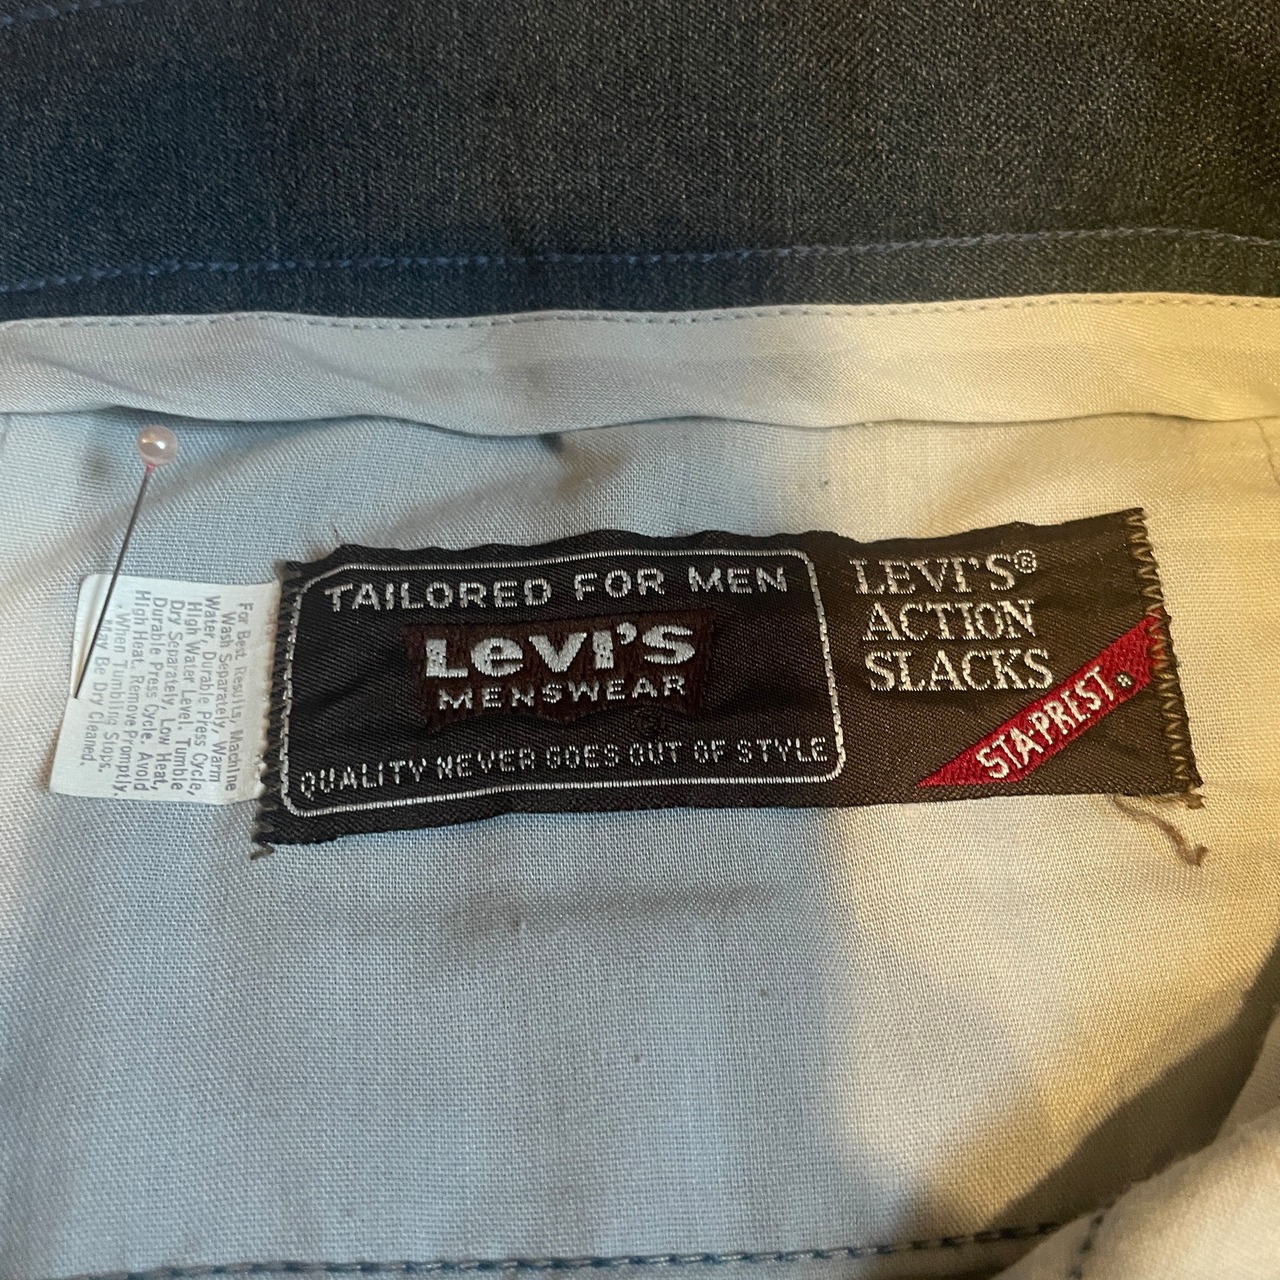 For Best Results, Machine
Wash Separately, Warm
Water, Durable Press Cycle,
High Water Level. Tumble
Dry Separately, Low Heat,
Durable Press Cycle. Avoid
High Heat. Remove Promptly,
When Tumbling Stops.
May Be Dry Cleaned.
TAILORED FOR MEN
Levi's
MENSWEAR
QUALITY NEVER GOES OUT OF STYLE
LEVI'S®
ACTION
SLACKS
STA-PREST®